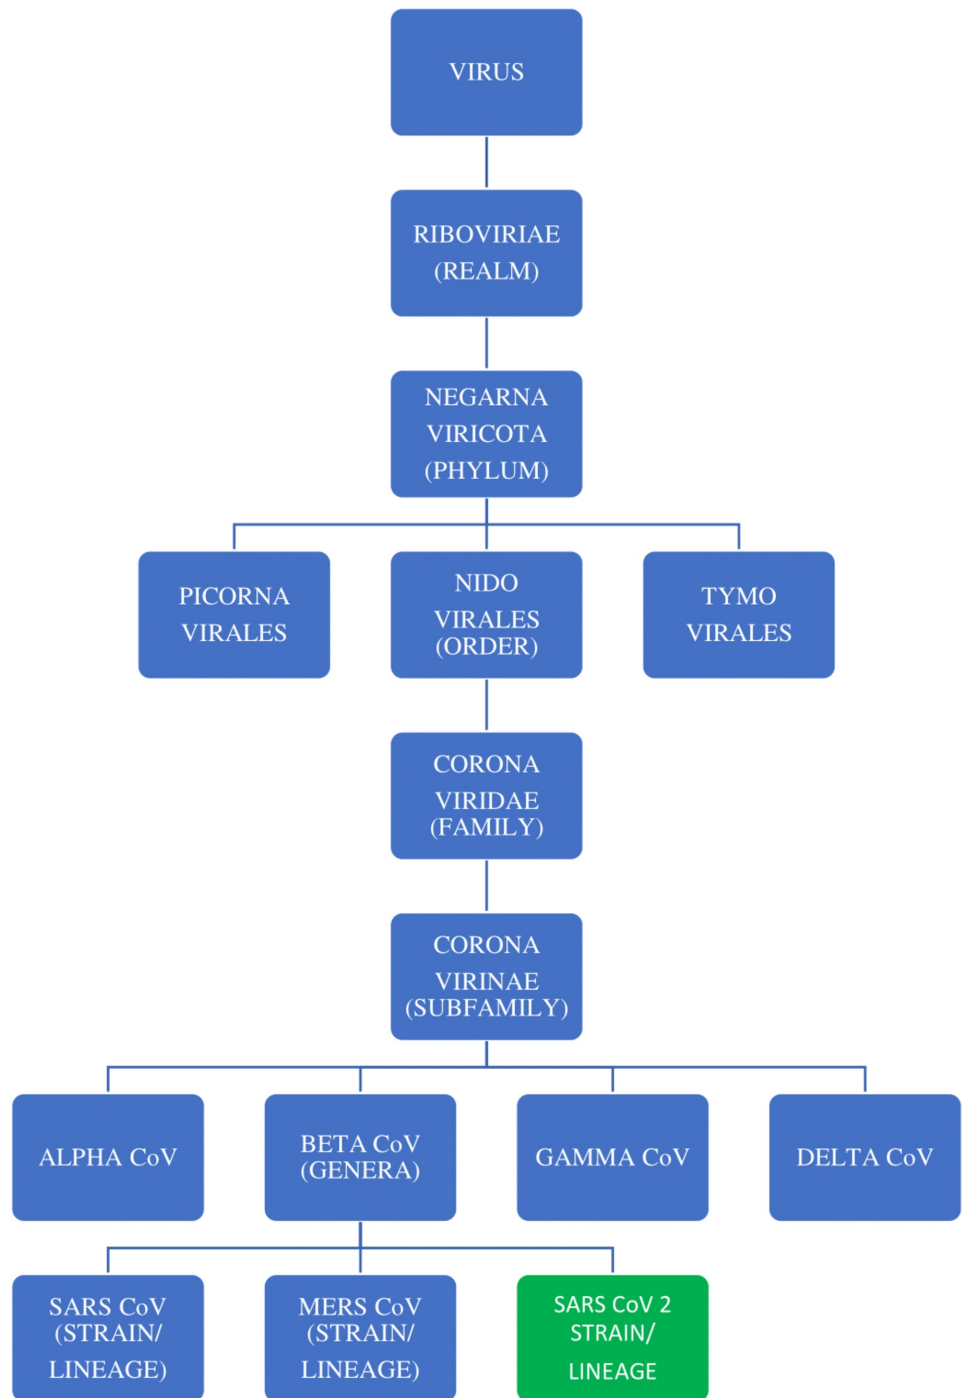 VIRUS
RIBOVIRIAE
(REALM)
NEGARNA
VIRICOTA
(PHYLUM)
PICORNA
VIRALES
NIDO
VIRALES
(ORDER)
TYMO
VIRALES
CORONA
VIRIDAE
(FAMILY)
CORONA
VIRINAE
(SUBFAMILY)
ALPHA CoV
BETA CoV
(GENERA)
GAMMA CoV
DELTA CoV
SARS CoV
(STRAIN/
LINEAGE)
MERS CoV
(STRAIN/
LINEAGE)
SARS CoV 2
STRAIN/
LINEAGE